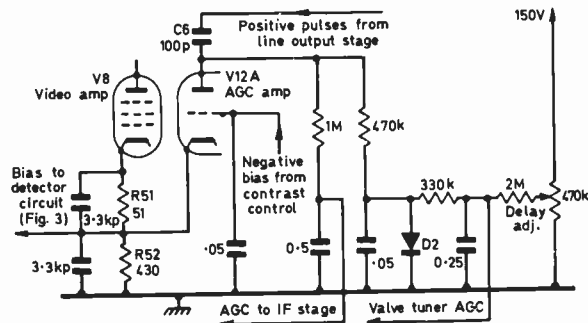 C6
100p
Positive pulses from
line output stage
150V
V8
Video amp
V12A
AGC amp
1M
470k
Bias to
detector
circuit
(Fig. 3)
3.3kp
R51
51
Negative
bias from
contrast
control
330k
2M
Delay
adj.
470k
3.3kp
R52
430
.05
0.5
.05
D2
0.25
AGC to IF stage
Valve tuner AGC